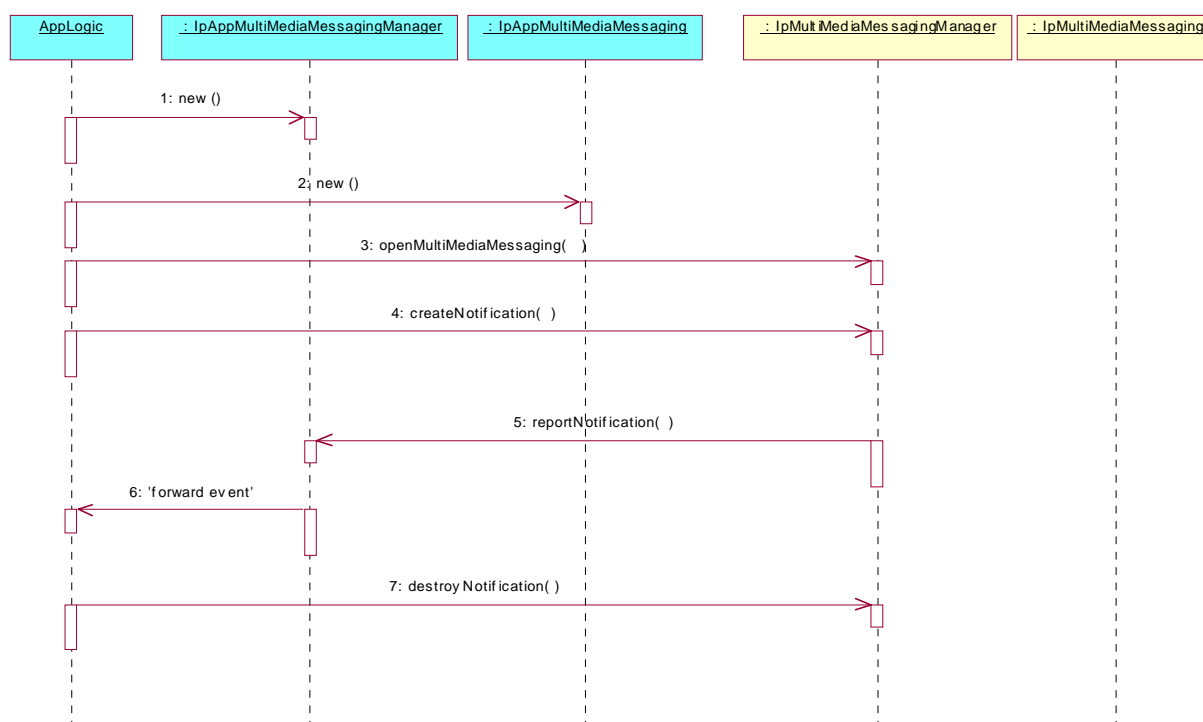 AppLogic
: IpAppMultiMediaMessagingManager
: IpAppMultiMediaMessaging
: IpMultiMediaMessagingManager
: IpMultiMediaMessaging
1: new ()
2: new ()
3: openMultiMediaMessaging( )
4: createNotification( )
5: reportNotification( )
6: 'forward event'
7: destroyNotification( )